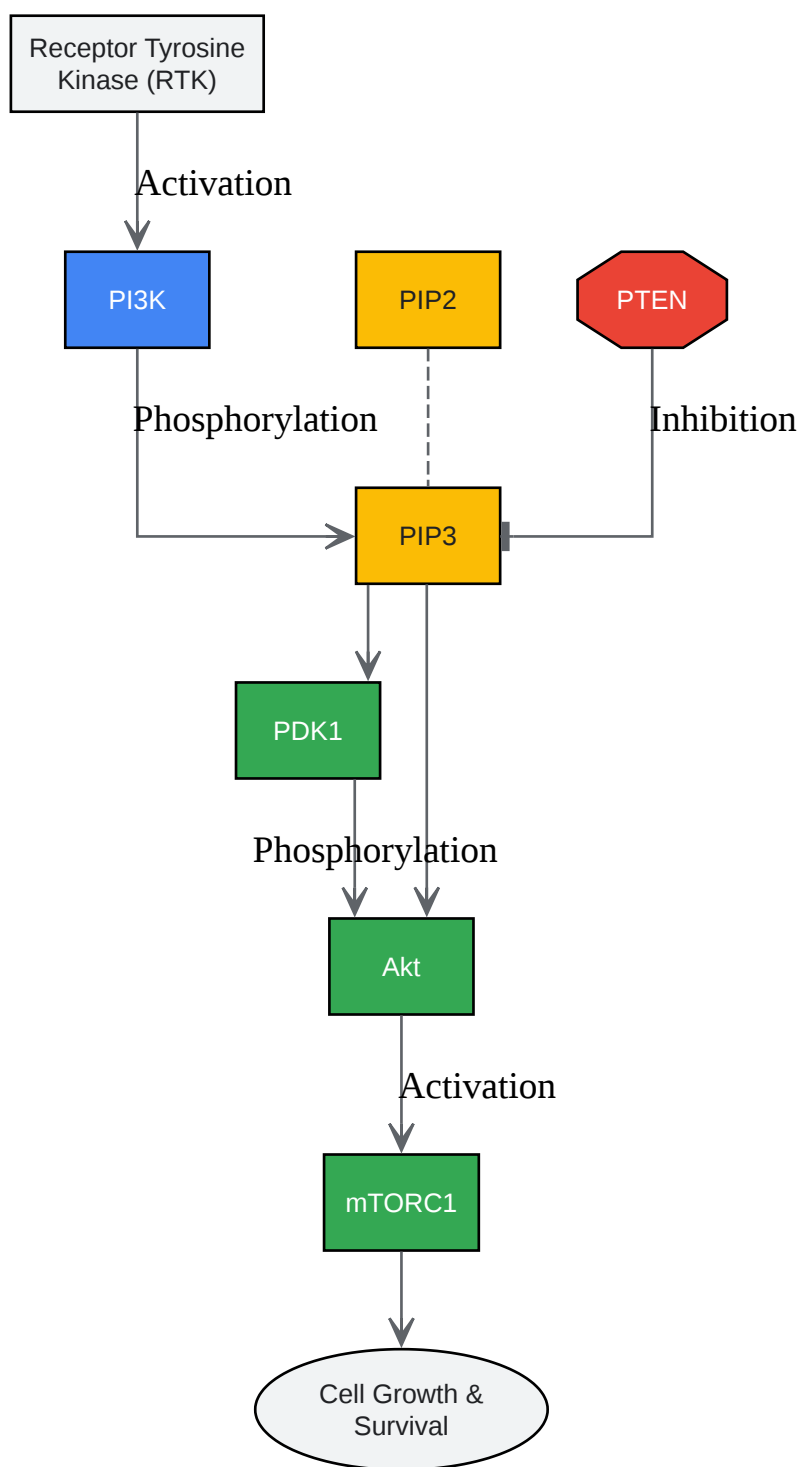 Receptor Tyrosine
Kinase (RTK)
Activation
PI3K
PIP2
PTEN
Phosphorylation
Inhibition
PIP3
PDK1
Phosphorylation
Akt
Activation
mTORC1
Cell Growth &
Survival